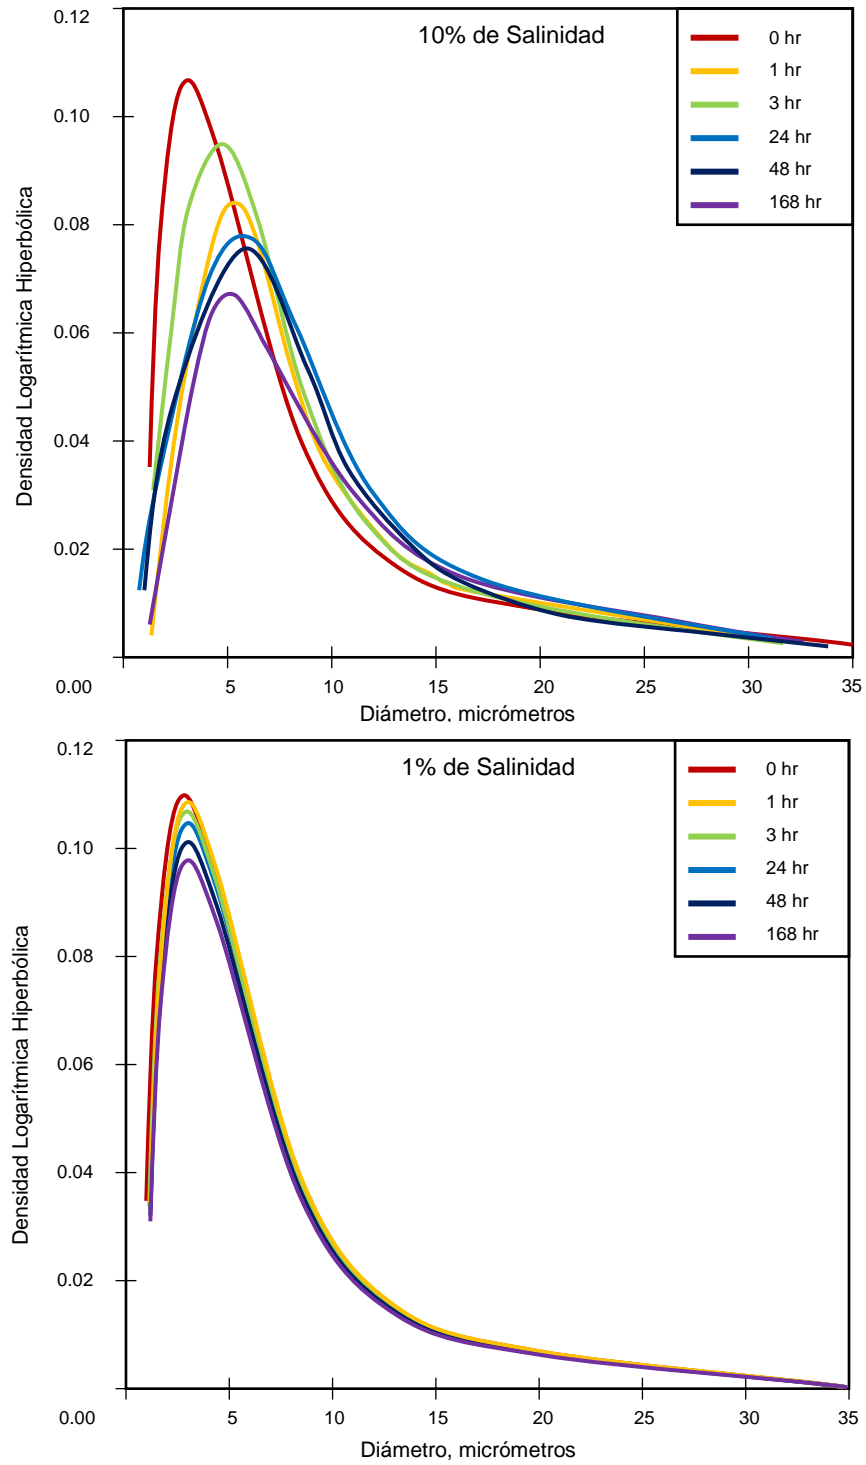 0.12
10% de Salinidad
0 hr
1 hr
3 hr
24 hr
48 hr
168 hr
0.10
0.08
0.06
0.04
0.02
0.00
Densidad Logarítmica Hiperbólica
5
10
15
20
25
30
35
Diámetro, micrómetros
0.12
1% de Salinidad
0 hr
1 hr
3 hr
24 hr
48 hr
168 hr
0.10
0.08
0.06
0.04
0.02
0.00
Densidad Logarítmica Hiperbólica
5
10
15
20
25
30
35
Diámetro, micrómetros